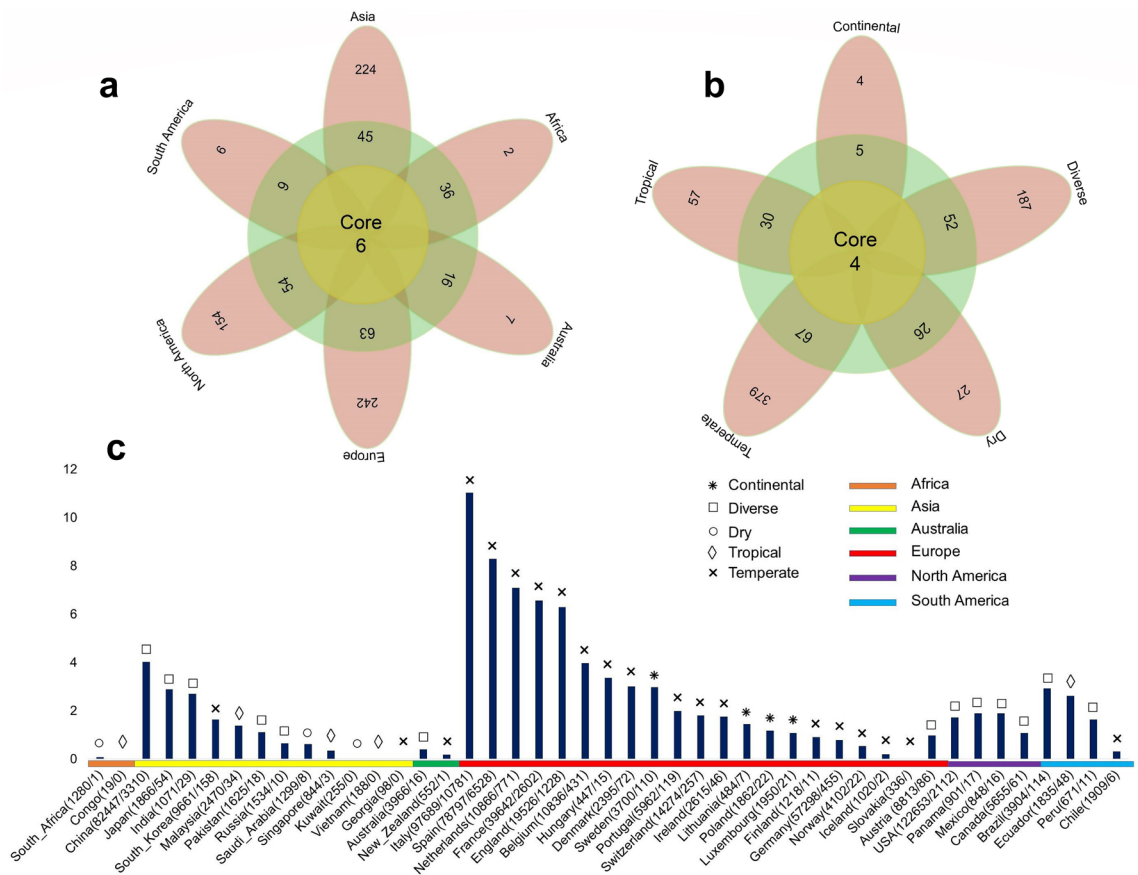 a
Asia
224
45
South America
Africa
2
36
Core
6
54
16
154
7
63
North America
Australia
242
Europe
b
Continental
4
5
Tropical
Diverse
57
30
52
187
Core
4
67
26
379
27
Temperate
Dry
c
12
10
8
6
4
2
0
Continental
Diverse
Dry
Tropical
Temperate
Africa
Asia
Australia
Europe
North America
South America
South_Africa(1280/1)
Congo(19/0)
China(82447/3310)
Japan(1866/54)
India(1071/29)
South_Korea(9661/158)
Malaysia(2470/34)
Pakistan(1625/18)
Russia(1534/10)
Saudi_Arabia(1299/8)
Singapore(844/3)
Kuwait(255/0)
Vietnam(188/0)
Georgia(98/0)
Australia(3966/16)
New_Zealand(552/1)
Italy(97689/10781)
Spain(78797/6528)
Netherlands(10866/771)
France(39642/2602)
England(19526/1228)
Belgium(10836/431)
Hungary(447/15)
Denmark(2395/72)
Sweden(3700/110)
Portugal(5962/119)
Switzerland(14274/257)
Ireland(2615/46)
Lithuania(484/7)
Poland(1862/22)
Luxembourg(1950/21)
Finland(1218/11)
Germany(57298/455)
Norway(4102/22)
Iceland(1020/2)
Slovakia(336/)
Austria(8813/86)
USA(122653/2112)
Panama(901/17)
Mexico(848/16)
Canada(5655/61)
Brazil(3904/114)
Ecuador(1835/48)
Peru(671/11)
Chile(1909/6)